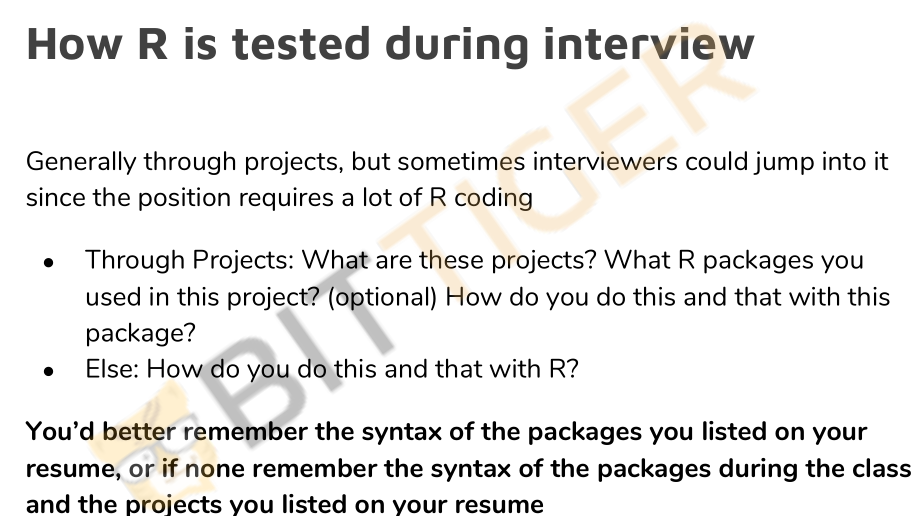 How R is tested during interview
Generally through projects, but sometimes interviewers could jump into it
since the position requires a lot of R coding
● Through Projects: What are these projects? What R packages you
used in this project? (optional) How do you do this and that with this
package?
● Else: How do you do this and that with R?
You’d better remember the syntax of the packages you listed on your
resume, or if none remember the syntax of the packages during the class
and the projects you listed on your resume
BITTIGER